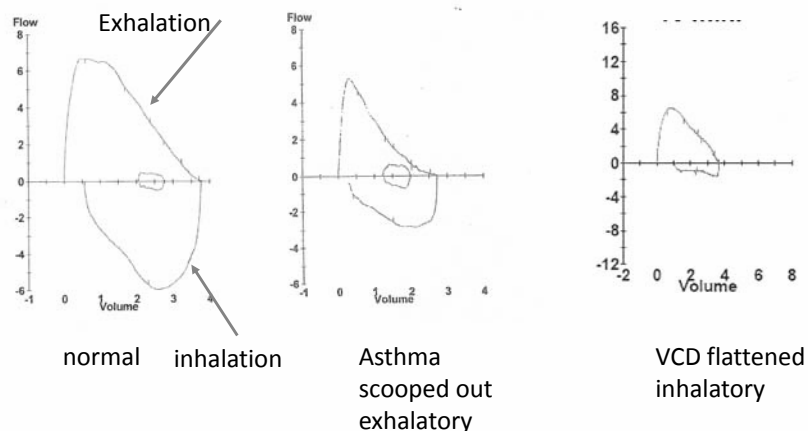 Flow
Exhalation
8
6
4
2
0
-2
-4
-6
-1 0 1 2 3 4
Volume
Flow
8
6
4
2
0
-2
-4
-6
-1 0 1 2 3 4
Volume
16
12
8
4
0
-4
-8
-12
-2 0 2 4 6 8
Volume
normal
inhalation
Asthma
scooped out
exhalatory
VCD flattened
inhalatory